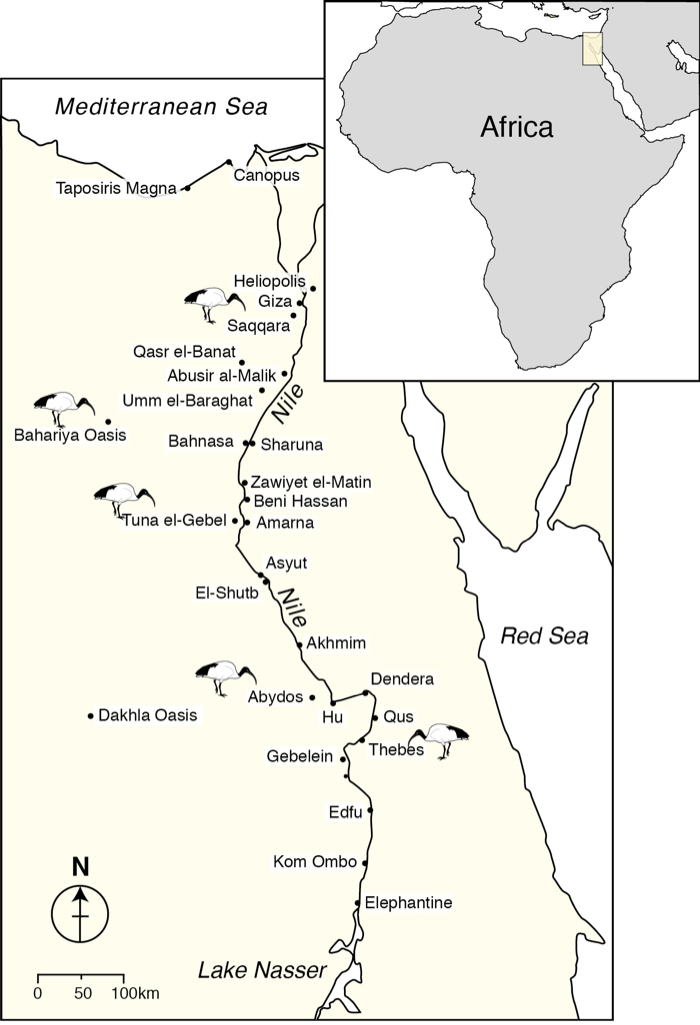 Africa
Mediterranean Sea
Canopus
Taposiris Magna
Heliopolis
Giza
Saqqara
Qasr el-Banat
Abusir al-Malik
Umm el-Baraghat
Nile
Bahariya Oasis
Bahnasa
Sharuna
Zawiyet el-Matin
Beni Hassan
Tuna el-Gebel
Amarna
Asyut
El-Shutb
Nile
Red Sea
Akhmim
Dendera
Abydos
Hu
Qus
Dakhla Oasis
Thebes
Gebelein
Edfu
Kom Ombo
N
Elephantine
Lake Nasser
0 50 100km